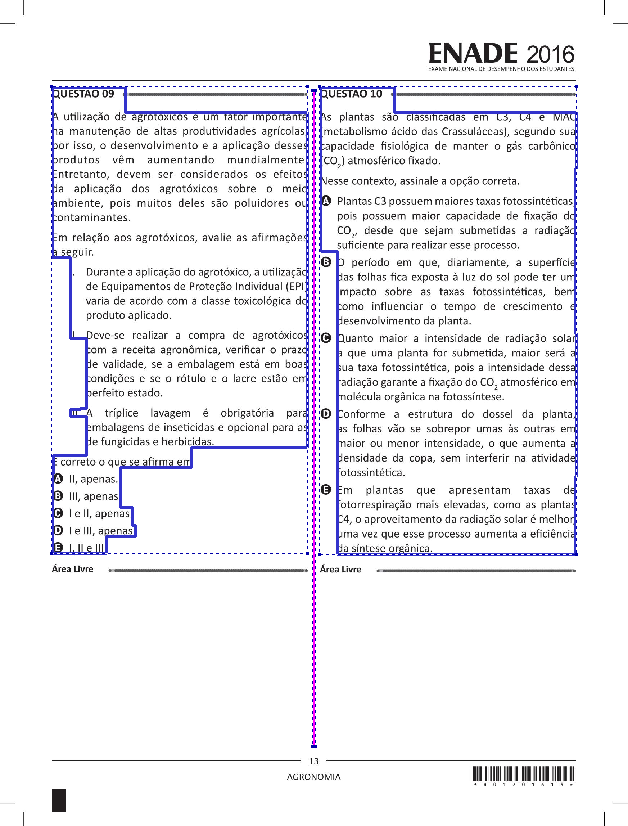 ENADE 2016
EXAME NACIONAL DE DESEMPENHO DOS ESTUDANTES
QUESTÃO 09
A utilização de agrotóxicos é um fator importante
na manutenção de altas produtividades agrícolas,
por isso, o desenvolvimento e a aplicação desses
produtos vêm aumentando mundialmente.
Entretanto, devem ser considerados os efeitos
da aplicação dos agrotóxicos sobre o meio
ambiente, pois muitos deles são poluidores ou
contaminantes.
Em relação aos agrotóxicos, avalie as afirmações
a seguir.
I. Durante a aplicação do agrotóxico, a utilização
de Equipamentos de Proteção Individual (EPI)
varia de acordo com a classe toxicológica do
produto aplicado.
II. Deve-se realizar a compra de agrotóxicos
com a receita agronômica, verificar o prazo
de validade, se a embalagem está em boas
condições e se o rótulo e o lacre estão em
perfeito estado.
III. A tríplice lavagem é obrigatória para
embalagens de inseticidas e opcional para as
de fungicidas e herbicidas.
É correto o que se afirma em
A II, apenas.
B III, apenas.
C I e II, apenas.
D I e III, apenas.
E I, II e III.
Área Livre
QUESTÃO 10
As plantas são classificadas em C3, C4 e MAC
(metabolismo ácido das Crassuláceas), segundo sua
capacidade fisiológica de manter o gás carbônico
(CO2) atmosférico fixado.
Nesse contexto, assinale a opção correta.
A Plantas C3 possuem maiores taxas fotossintéticas,
pois possuem maior capacidade de fixação do
CO2, desde que sejam submetidas a radiação
suficiente para realizar esse processo.
B O período em que, diariamente, a superfície
das folhas fica exposta à luz do sol pode ter um
impacto sobre as taxas fotossintéticas, bem
como influenciar o tempo de crescimento e
desenvolvimento da planta.
C Quanto maior a intensidade de radiação solar
a que uma planta for submetida, maior será a
sua taxa fotossintética, pois a intensidade dessa
radiação garante a fixação do CO2 atmosférico em
molécula orgânica na fotossíntese.
D Conforme a estrutura do dossel da planta,
as folhas vão se sobrepor umas às outras em
maior ou menor intensidade, o que aumenta a
densidade da copa, sem interferir na atividade
fotossintética.
E Em plantas que apresentam taxas de
fotorrespiração mais elevadas, como as plantas
C4, o aproveitamento da radiação solar é melhor,
uma vez que esse processo aumenta a eficiência
da síntese orgânica.
Área Livre
13
AGRONOMIA